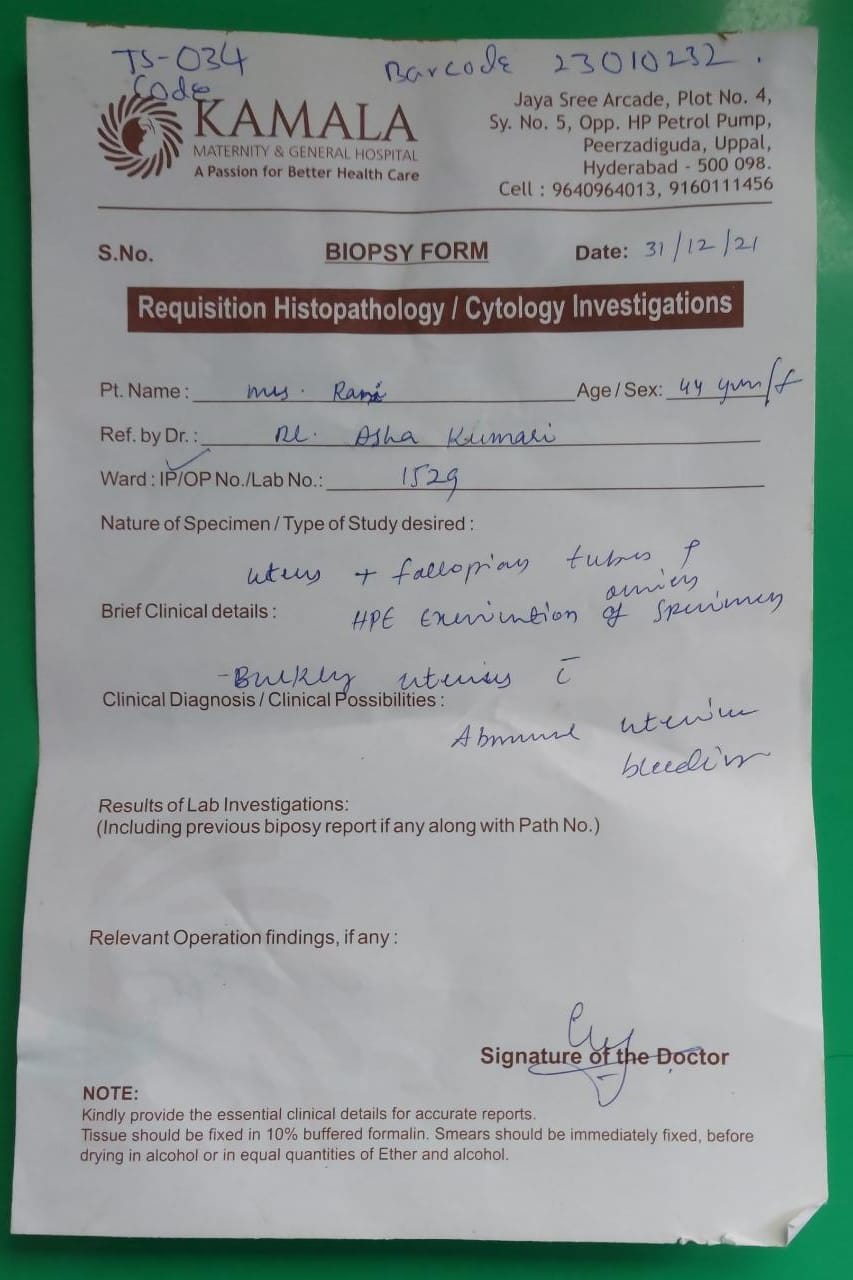 TS-034
Code
Barcode 23010232.
KAMALA
MATERNITY & GENERAL HOSPITAL
A Passion for Better Health Care
Jaya Sree Arcade, Plot No. 4,
Sy. No. 5, Opp. HP Petrol Pump,
Peerzadiguda, Uppal,
Hyderabad - 500 098.
Cell : 9640964013, 9160111456
S.No.
BIOPSY FORM
Date: 31/12/21
Requisition Histopathology / Cytology Investigations
Pt. Name : Mrs. Rani Age / Sex: 44 /f
Ref. by Dr. : Dr. Asha Kumari
Ward : IP/OP No./Lab No.: 1529
Nature of Specimen / Type of Study desired :
uterus + fallopian tubes
ovaries
Brief Clinical details : HPE of Specimen
- Bulky uterus c̄
Clinical Diagnosis / Clinical Possibilities :
uterine
bleeding
Results of Lab Investigations:
(Including previous biposy report if any along with Path No.)
Relevant Operation findings, if any :
Signature of the Doctor
NOTE:
Kindly provide the essential clinical details for accurate reports.
Tissue should be fixed in 10% buffered formalin. Smears should be immediately fixed, before
drying in alcohol or in equal quantities of Ether and alcohol.